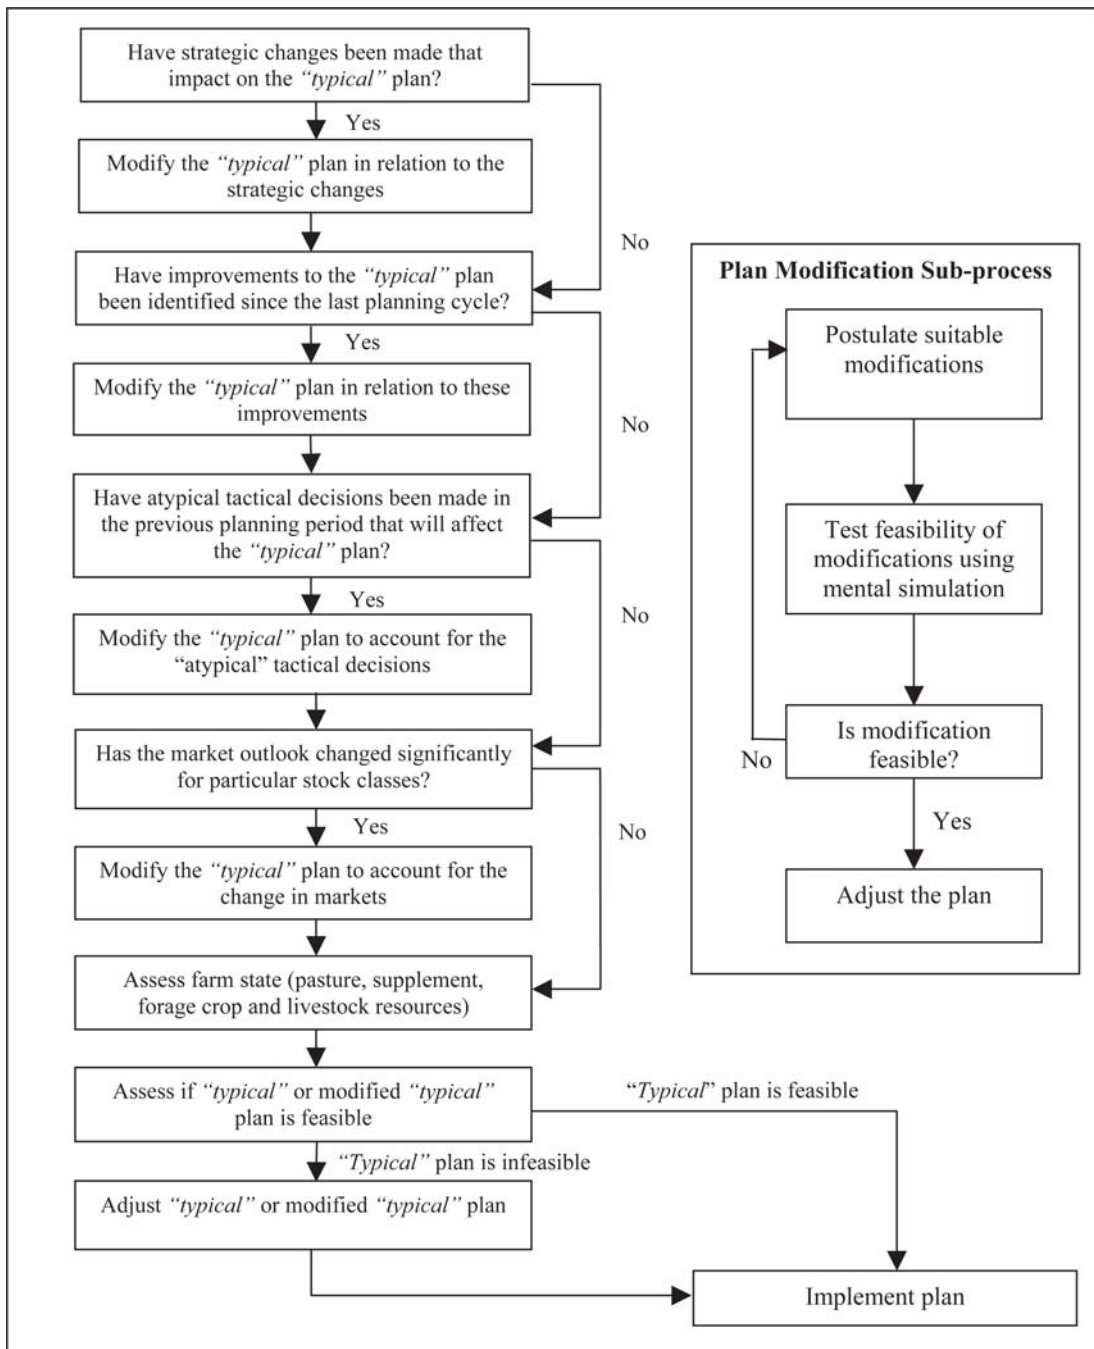 Have strategic changes been made that
impact on the “typical” plan?
Yes
Modify the “typical” plan in relation to the
strategic changes
No
Have improvements to the “typical” plan
been identified since the last planning cycle?
Yes
Modify the “typical” plan in relation to these
improvements
No
Have atypical tactical decisions been made in
the previous planning period that will affect
the “typical” plan?
Yes
No
Modify the “typical” plan to account for the
“atypical” tactical decisions
Has the market outlook changed significantly
for particular stock classes?
Yes
No
Modify the “typical” plan to account for the
change in markets
Assess farm state (pasture, supplement,
forage crop and livestock resources)
Assess if “typical” or modified “typical”
plan is feasible
“Typical” plan is feasible
“Typical” plan is infeasible
Adjust “typical” or modified “typical” plan
Implement plan
Plan Modification Sub-process
Postulate suitable
modifications
Test feasibility of
modifications using
mental simulation
Is modification
feasible?
No
Yes
Adjust the plan